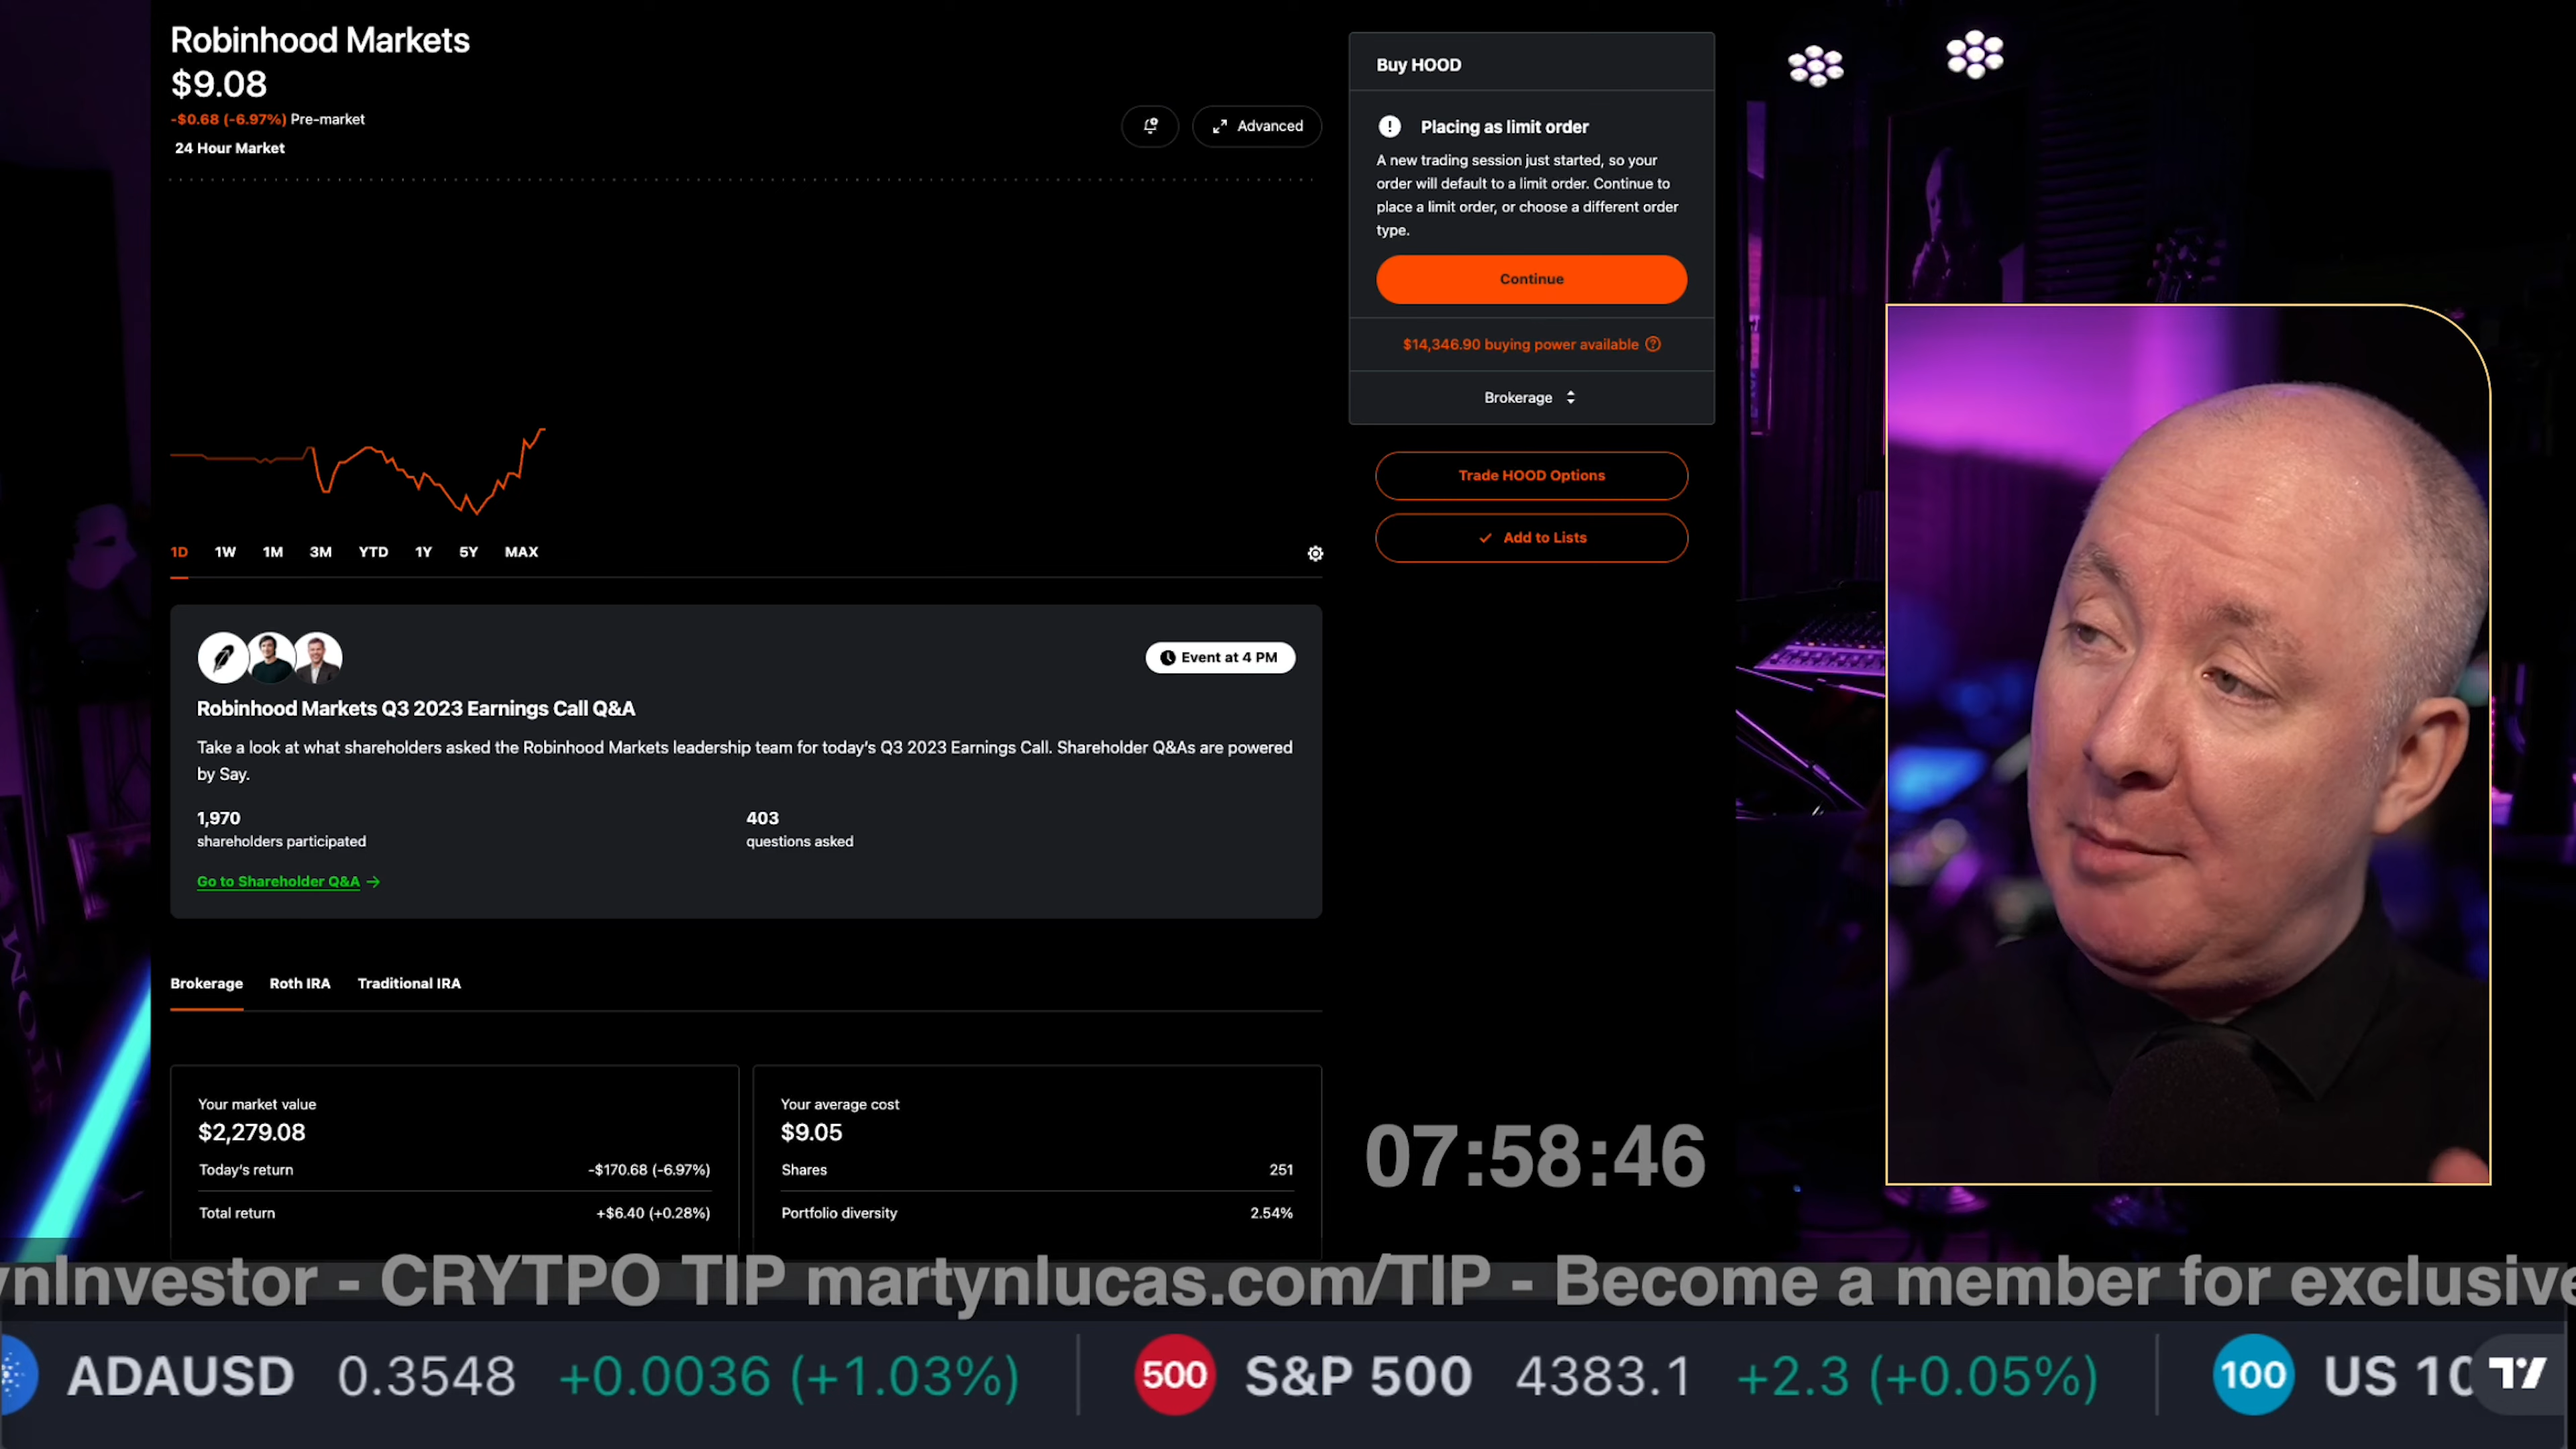 Robinhood Markets
$9.08
-$0.68 (-6.97%) Pre-market
24 Hour Market
Advanced
1D 1W 1M 3M YTD 1Y 5Y MAX
Event at 4 PM
Robinhood Markets Q3 2023 Earnings Call Q&A
Take a look at what shareholders asked the Robinhood Markets leadership team for today's Q3 2023 Earnings Call. Shareholder Q&As are powered
by Say.
1,970 403
shareholders participated questions asked
Go to Shareholder Q&A →
Brokerage Roth IRA Traditional IRA
Your market value
$2,279.08
Today's return -$170.68 (-6.97%)
Total return +$6.40 (+0.28%)
Your average cost
$9.05
Shares 251
Portfolio diversity 2.54%
Buy HOOD
Placing as limit order
A new trading session just started, so your
order will default to a limit order. Continue to
place a limit order, or choose a different order
type.
Continue
$14,346.90 buying power available
Brokerage
Trade HOOD Options
Add to Lists
07:58:46
ynInvestor - CRYTPO TIP martynlucas.com/TIP - Become a member for exclusive
ADAUSD 0.3548 +0.0036 (+1.03%) 500 S&P 500 4383.1 +2.3 (+0.05%) 100 US 10